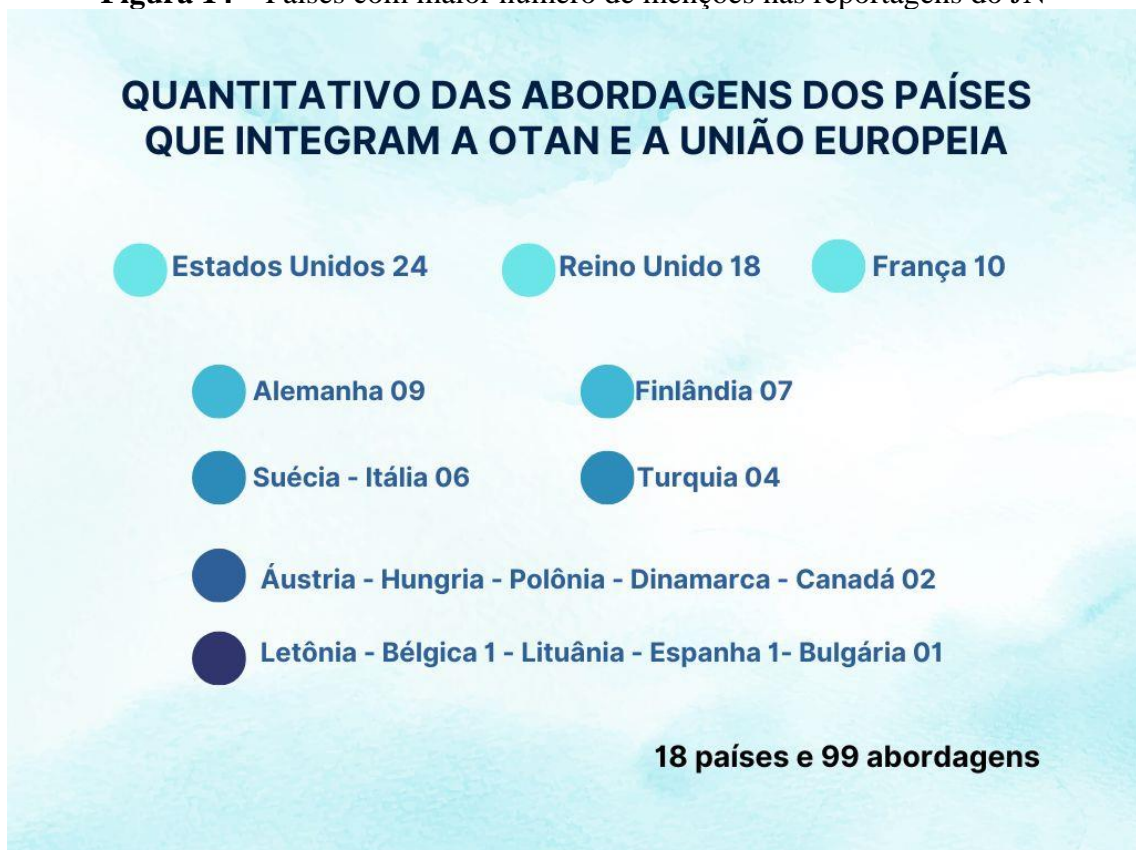 Figura 14 – Países com maior número de menções nas reportagens do JN
QUANTITATIVO DAS ABORDAGENS DOS PAÍSES
QUE INTEGRAM A OTAN E A UNIÃO EUROPEIA
Estados Unidos 24 Reino Unido 18 França 10
Alemanha 09 Finlândia 07
Suécia - Itália 06 Turquia 04
Áustria - Hungria - Polônia - Dinamarca - Canadá 02
Letônia - Bélgica 1 - Lituânia - Espanha 1- Bulgária 01
18 países e 99 abordagens